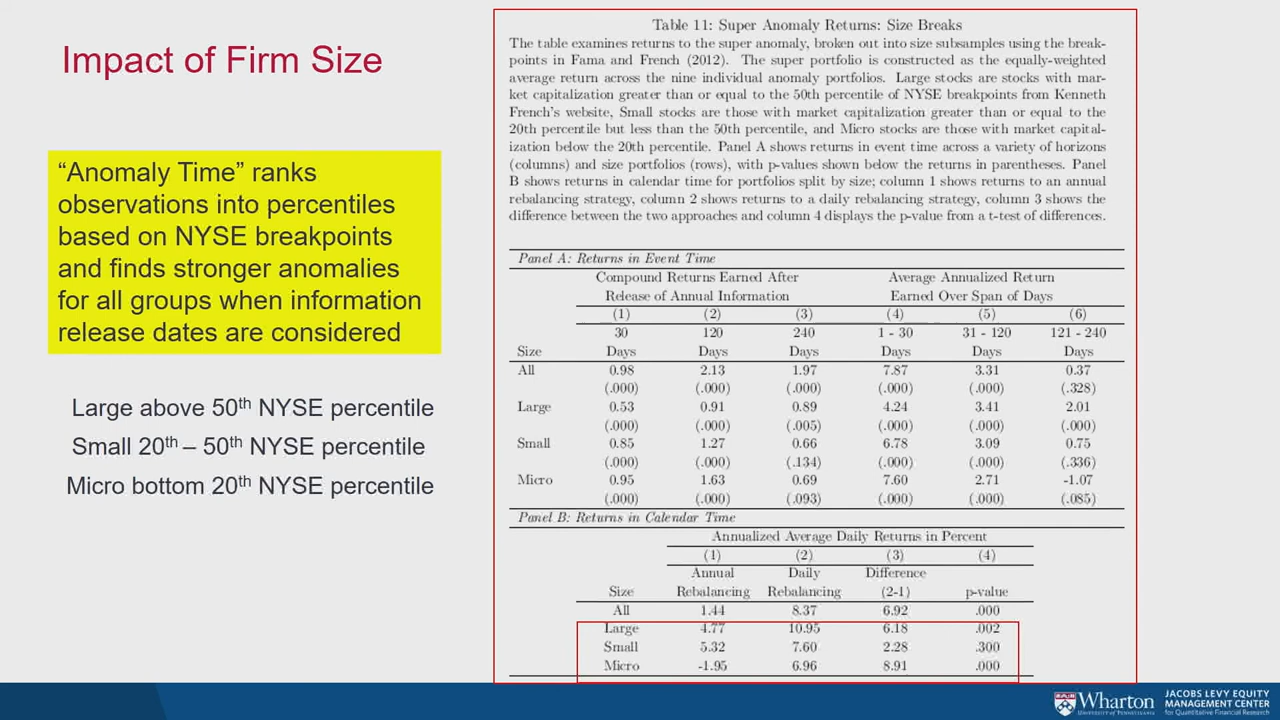 Impact of Firm Size
“Anomaly Time” ranks
observations into percentiles
based on NYSE breakpoints
and finds stronger anomalies
for all groups when information
release dates are considered
Large above 50th NYSE percentile
Small 20th – 50th NYSE percentile
Micro bottom 20th NYSE percentile
Table 11: Super Anomaly Returns: Size Breaks
The table examines returns to the super anomaly, broken out into size subsamples using the break-
points in Fama and French (2012). The super portfolio is constructed as the equally-weighted
average return across the nine individual anomaly portfolios. Large stocks are stocks with mar-
ket capitalization greater than or equal to the 50th percentile of NYSE breakpoints from Kenneth
French's website, Small stocks are those with market capitalization greater than or equal to the
20th percentile but less than the 50th percentile, and Micro stocks are those with market capital-
ization below the 20th percentile. Panel A shows returns in event time across a variety of horizons
(columns) and size portfolios (rows), with p-values shown below the returns in parentheses. Panel
B shows returns in calendar time for portfolios split by size; column 1 shows returns to an annual
rebalancing strategy, column 2 shows returns to a daily rebalancing strategy, column 3 shows the
difference between the two approaches and column 4 displays the p-value from a t-test of differences.
Panel A: Returns in Event Time
Compound Returns Earned After Average Annualized Return
Release of Annual Information Earned Over Span of Days
(1) (2) (3) (4) (5) (6)
30 120 240 1 - 30 31 - 120 121 - 240
Size Days Days Days Days Days Days
All 0.98 2.13 1.97 7.87 3.31 0.37
(.000) (.000) (.000) (.000) (.000) (.328)
Large 0.53 0.91 0.89 4.24 3.41 2.01
(.000) (.000) (.005) (.000) (.000) (.000)
Small 0.85 1.27 0.66 6.78 3.09 0.75
(.000) (.000) (.134) (.000) (.000) (.336)
Micro 0.95 1.63 0.69 7.60 2.71 -1.07
(.000) (.000) (.093) (.000) (.000) (.085)
Panel B: Returns in Calendar Time
Annualized Average Daily Returns in Percent
(1) (2) (3) (4)
Annual Daily Difference
Size Rebalancing Rebalancing (2-1) p-value
All 1.44 8.37 6.92 .000
Large 4.77 10.95 6.18 .002
Small 5.32 7.60 2.28 .300
Micro -1.95 6.96 8.91 .000
Wharton
UNIVERSITY OF PENNSYLVANIA
JACOBS LEVY EQUITY
MANAGEMENT CENTER
for Quantitative Financial Research